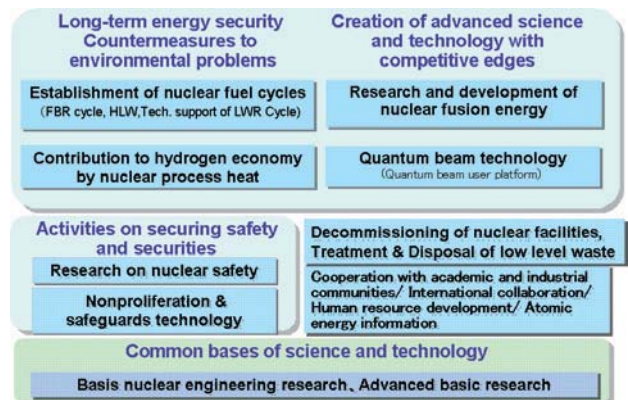 Long-term energy security
Countermeasures to
environmental problems
Establishment of nuclear fuel cycles
(FBR cycle, HLW,Tech. support of LWR Cycle)
Contribution to hydrogen economy
by nuclear process heat
Creation of advanced science
and technology with
competitive edges
Research and development of
nuclear fusion energy
Quantum beam technology
(Quantum beam user platform)
Activities on securing safety
and securities
Research on nuclear safety
Nonproliferation &
safeguards technology
Decommissioning of nuclear facilities,
Treatment & Disposal of low level waste
Cooperation with academic and industrial
communities/ International collaboration/
Human resource development/ Atomic
energy information
Common bases of science and technology
Basis nuclear engineering research、Advanced basic research